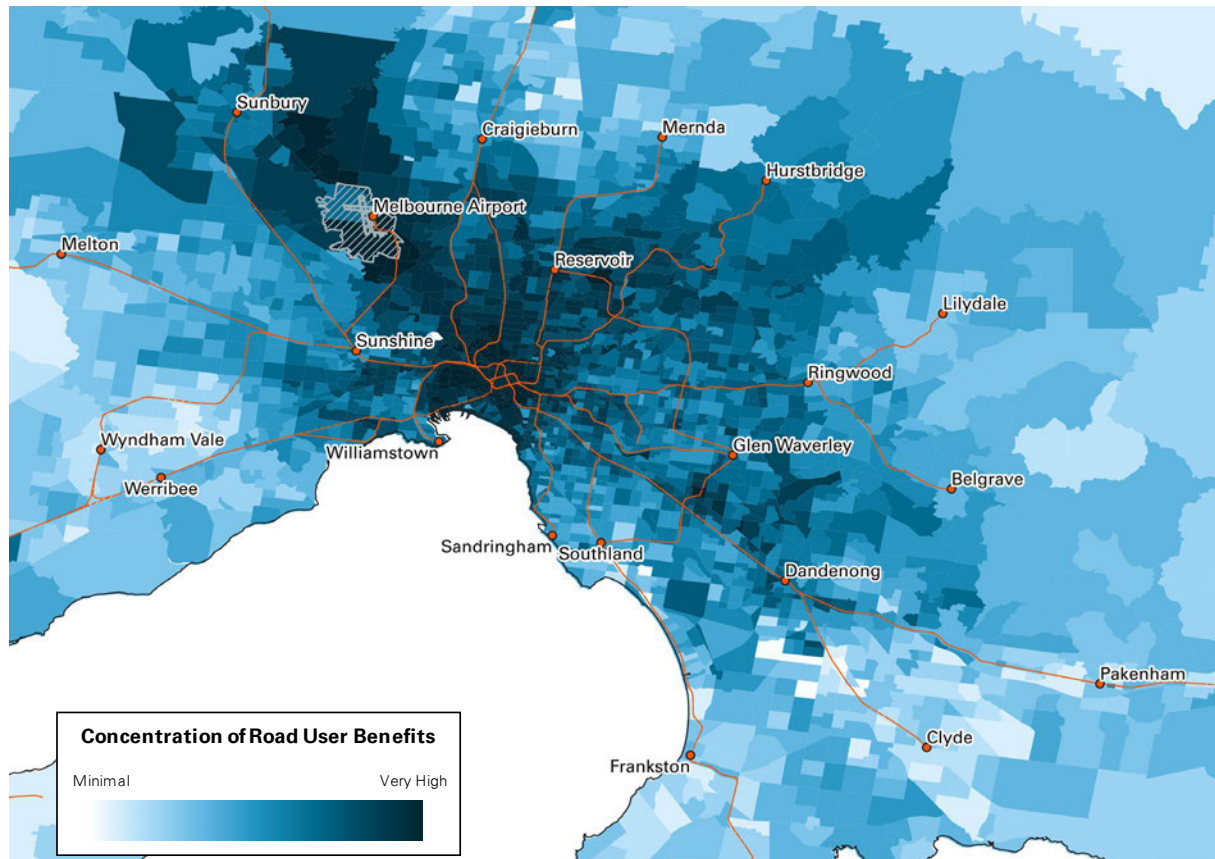 Sunbury
Craigieburn
Mernda
Hurstbridge
Melbourne Airport
Melton
Reservoir
Lilydale
Sunshine
Ringwood
Wyndham Vale
Williamstown
Glen Waverley
Werribee
Belgrave
Sandringham
Southland
Dandenong
Pakenham
Clyde
Frankston
Concentration of Road User Benefits
Minimal
Very High